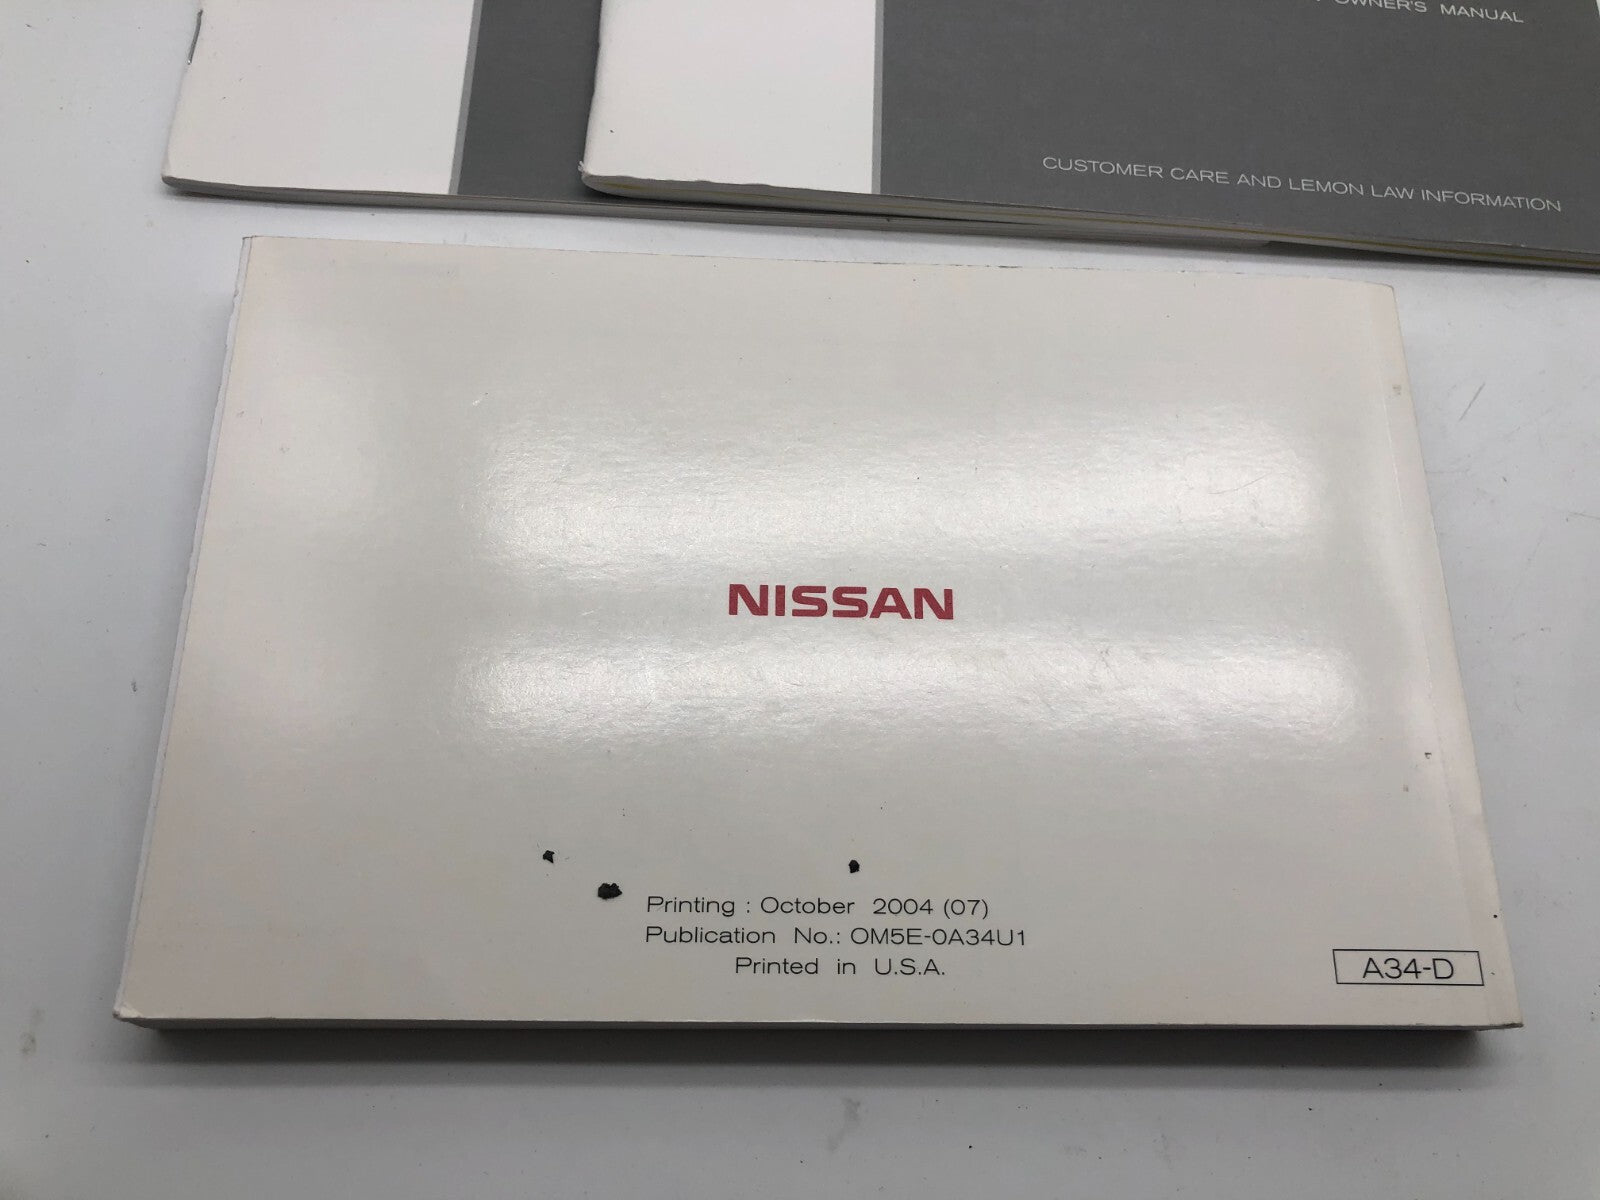 OWNER'S MANUAL
CUSTOMER CARE AND LEMON LAW INFORMATION
NISSAN
Printing : October 2004 (07)
Publication No.: OM5E-0A34U1
Printed in U.S.A.
A34-D